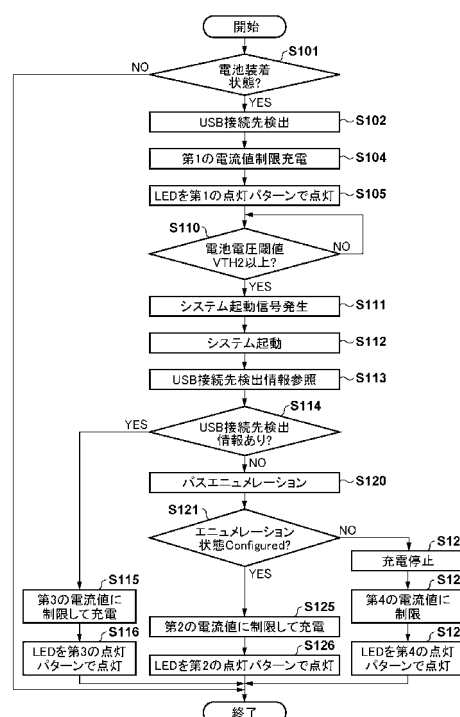 開始
S101
電池装着
状態?
NO
YES
USB接続先検出
S102
第1の電流値制限充電
S104
LEDを第1の点灯パターンで点灯
S105
S110
電池電圧閾値
VTH2以上?
NO
YES
システム起動信号発生
S111
システム起動
S112
USB接続先検出情報参照
S113
S114
USB接続先検出
情報あり?
YES
NO
バスエニュメレーション
S120
S121
エニュメレーション
状態Configured?
NO
YES
S12
充電停止
S115
第3の電流値に
制限して充電
S125
第2の電流値に制限して充電
S12
第4の電流値に
制限
S116
LEDを第3の点灯
パターンで点灯
S126
LEDを第2の点灯パターンで点灯
S12
LEDを第4の点灯
パターンで点灯
終了